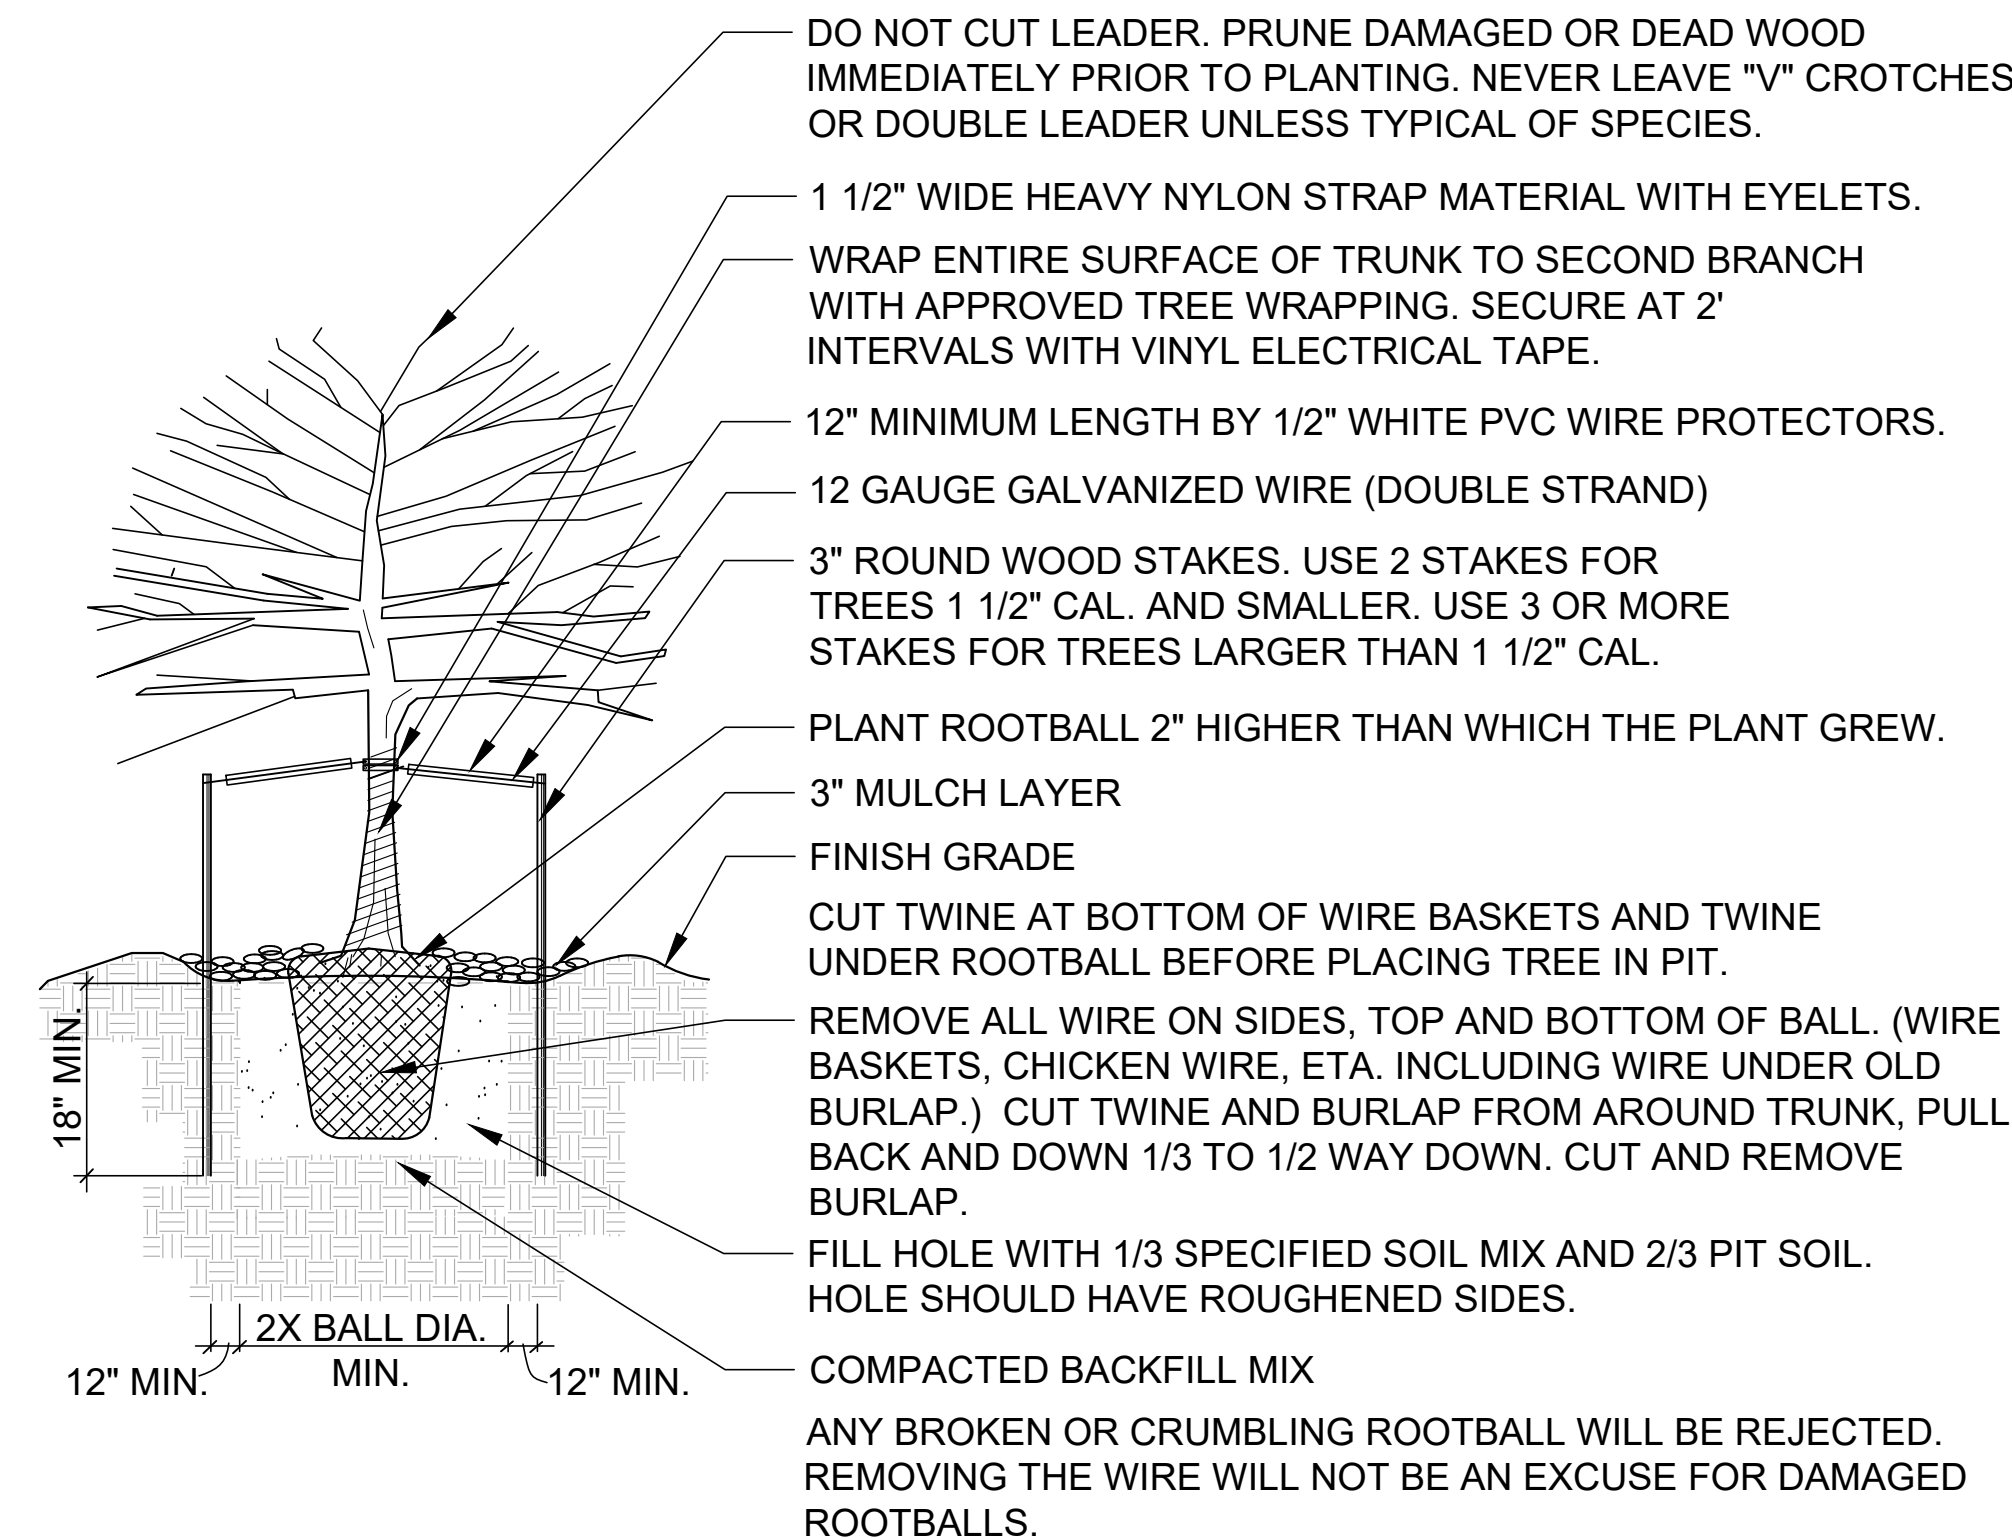 DO NOT CUT LEADER. PRUNE DAMAGED OR DEAD WOOD
IMMEDIATELY PRIOR TO PLANTING. NEVER LEAVE "V" CROTCHES
OR DOUBLE LEADER UNLESS TYPICAL OF SPECIES.
1 1/2" WIDE HEAVY NYLON STRAP MATERIAL WITH EYELETS.
WRAP ENTIRE SURFACE OF TRUNK TO SECOND BRANCH
WITH APPROVED TREE WRAPPING. SECURE AT 2'
INTERVALS WITH VINYL ELECTRICAL TAPE.
12" MINIMUM LENGTH BY 1/2" WHITE PVC WIRE PROTECTORS.
12 GAUGE GALVANIZED WIRE (DOUBLE STRAND)
3" ROUND WOOD STAKES. USE 2 STAKES FOR
TREES 1 1/2" CAL. AND SMALLER. USE 3 OR MORE
STAKES FOR TREES LARGER THAN 1 1/2" CAL.
PLANT ROOTBALL 2" HIGHER THAN WHICH THE PLANT GREW.
3" MULCH LAYER
FINISH GRADE
CUT TWINE AT BOTTOM OF WIRE BASKETS AND TWINE
UNDER ROOTBALL BEFORE PLACING TREE IN PIT.
REMOVE ALL WIRE ON SIDES, TOP AND BOTTOM OF BALL. (WIRE
BASKETS, CHICKEN WIRE, ETA. INCLUDING WIRE UNDER OLD
BURLAP.) CUT TWINE AND BURLAP FROM AROUND TRUNK, PULL
BACK AND DOWN 1/3 TO 1/2 WAY DOWN. CUT AND REMOVE
BURLAP.
FILL HOLE WITH 1/3 SPECIFIED SOIL MIX AND 2/3 PIT SOIL.
HOLE SHOULD HAVE ROUGHENED SIDES.
COMPACTED BACKFILL MIX
ANY BROKEN OR CRUMBLING ROOTBALL WILL BE REJECTED.
REMOVING THE WIRE WILL NOT BE AN EXCUSE FOR DAMAGED
ROOTBALLS.
18" MIN.
2X BALL DIA.
MIN.
12" MIN.
12" MIN.